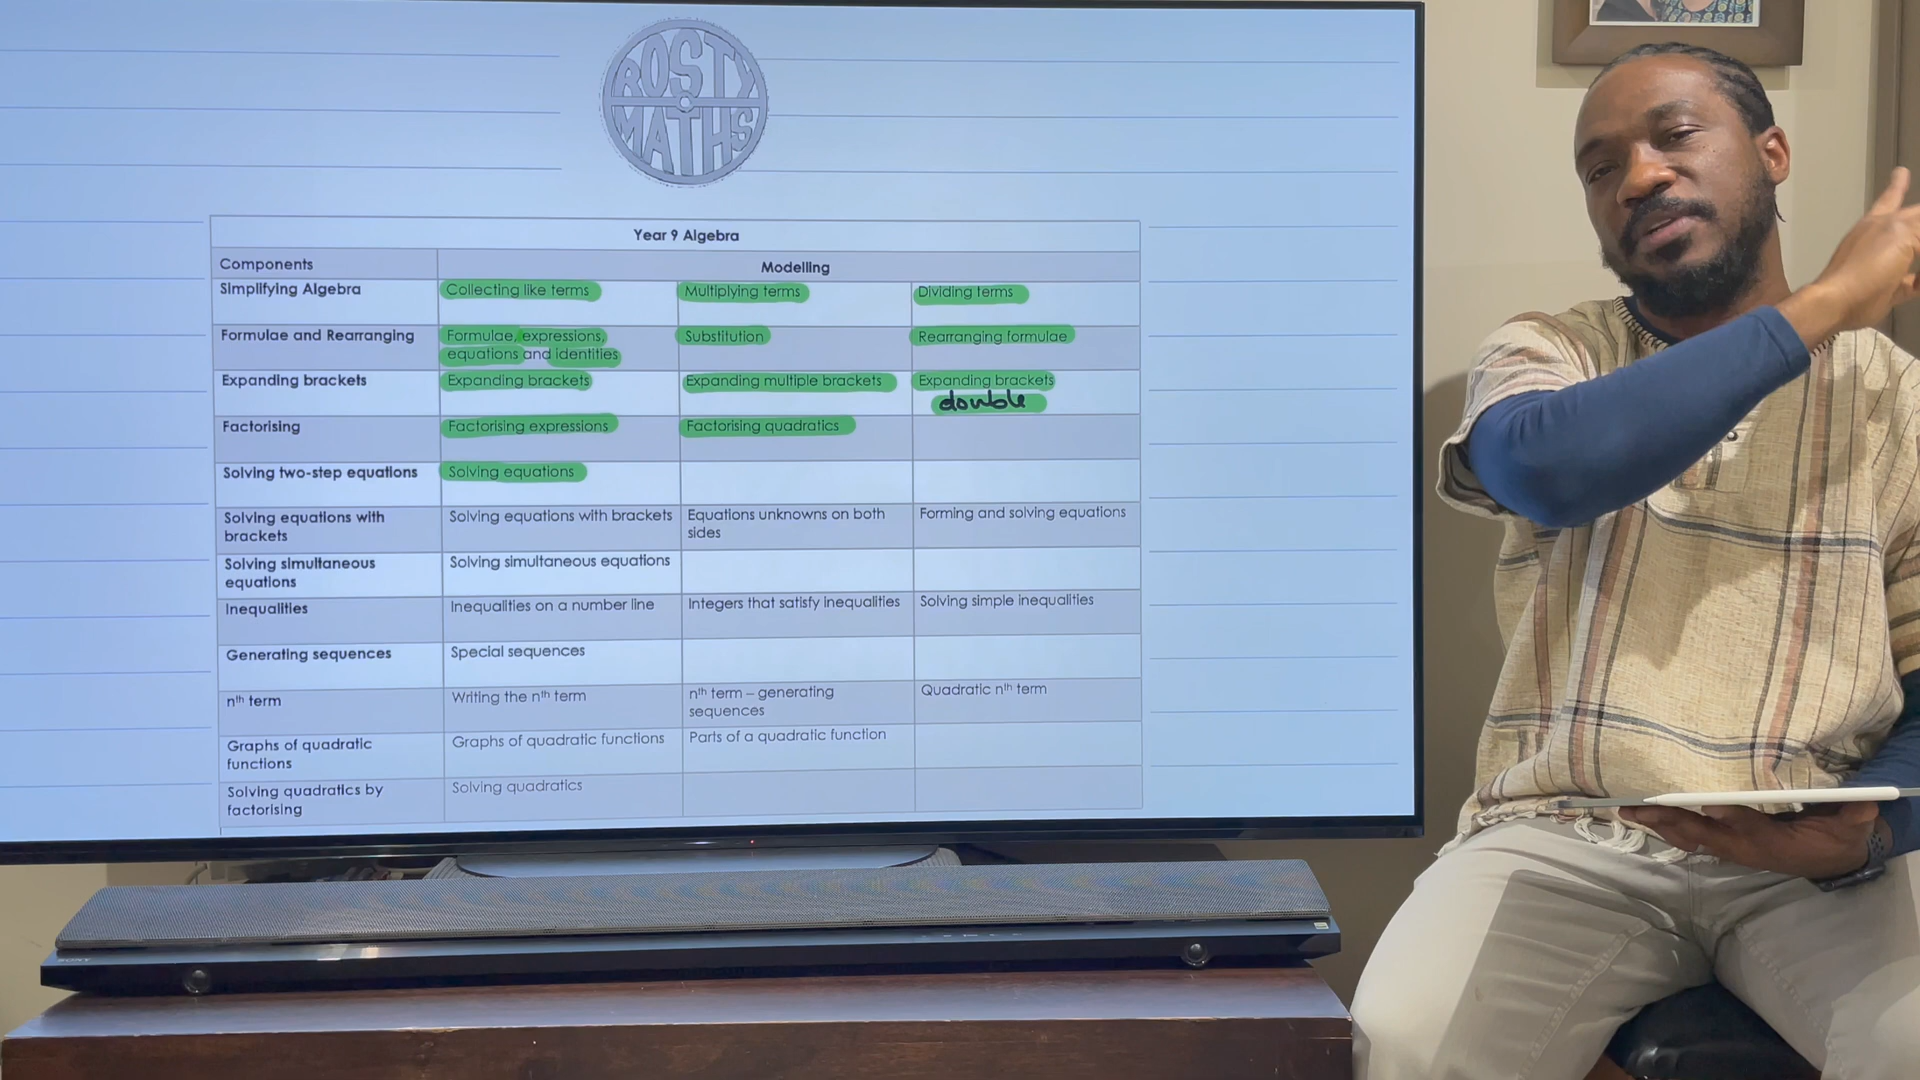 ROSTY
MATHS
Year 9 Algebra
Components
Modelling
Simplifying Algebra
Collecting like terms
Multiplying terms
Dividing terms
Formulae and Rearranging
Formulae, expressions,
equations and identities
Substitution
Rearranging formulae
Expanding brackets
Expanding brackets
Expanding multiple brackets
Expanding brackets
double
Factorising
Factorising expressions
Factorising quadratics
Solving two-step equations
Solving equations
Solving equations with
brackets
Solving equations with brackets
Equations unknowns on both
sides
Forming and solving equations
Solving simultaneous
equations
Solving simultaneous equations
Inequalities
Inequalities on a number line
Integers that satisfy inequalities
Solving simple inequalities
Generating sequences
Special sequences
nth term
Writing the nth term
nth term – generating
sequences
Quadratic nth term
Graphs of quadratic
functions
Graphs of quadratic functions
Parts of a quadratic function
Solving quadratics by
factorising
Solving quadratics
SONY